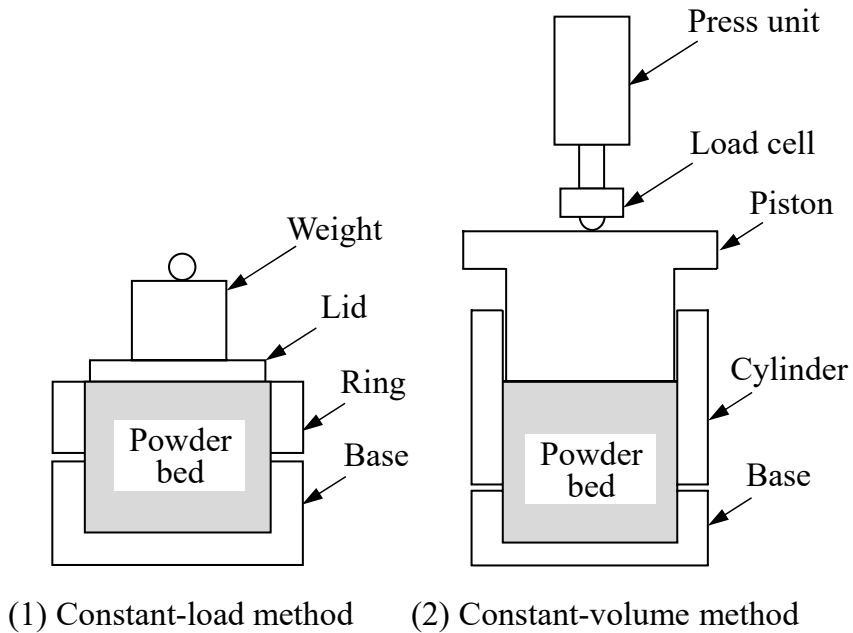 Press unit
Load cell
Piston
Weight
Lid
Ring
Cylinder
Powder
bed
Base
Powder
bed
Base
(1) Constant-load method
(2) Constant-volume method